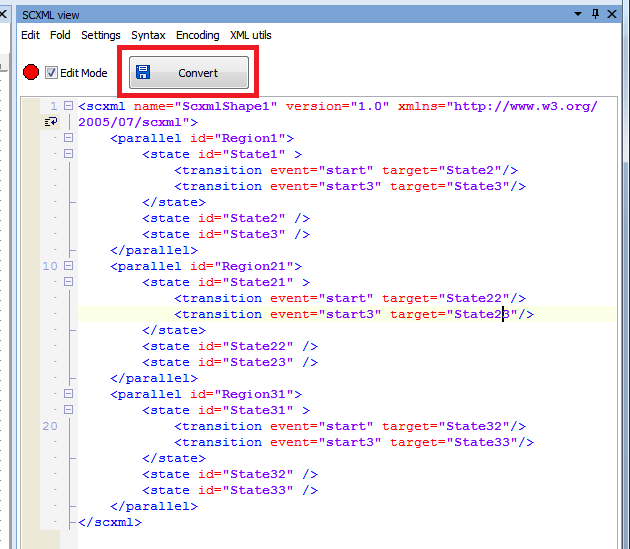 SCXML view
Edit Fold Settings Syntax Encoding XML utils
Edit Mode Convert
1 <scxml name="ScxmlShape1" version="1.0" xmlns="http://www.w3.org/
2005/07/scxml">
<parallel id="Region1">
<state id="State1" >
<transition event="start" target="State2"/>
<transition event="start3" target="State3"/>
</state>
<state id="State2" />
<state id="State3" />
</parallel>
10 <parallel id="Region21">
<state id="State21" >
<transition event="start" target="State22"/>
<transition event="start3" target="State23"/>
</state>
<state id="State22" />
<state id="State23" />
</parallel>
<parallel id="Region31">
<state id="State31" >
20 <transition event="start" target="State32"/>
<transition event="start3" target="State33"/>
</state>
<state id="State32" />
<state id="State33" />
</parallel>
</scxml>